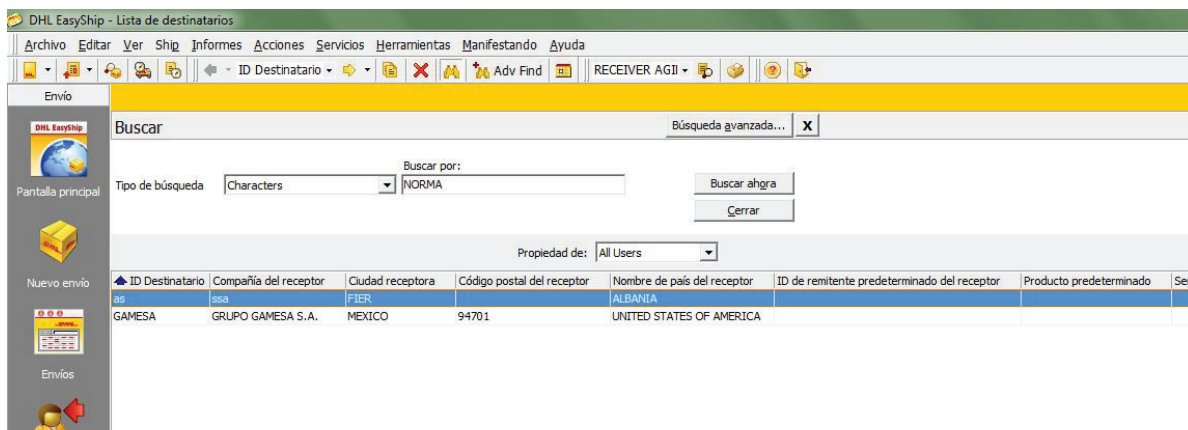 DHL EasyShip - Lista de destinatarios
Archivo Editar Ver Ship Informes Acciones Servicios Herramientas Manifestando Ayuda
ID Destinatario Adv Find RECEIVER AGII
Envío
DHL EasyShip
Pantalla principal
Nuevo envío
Envíos
Buscar
Búsqueda avanzada... X
Buscar por:
Tipo de búsqueda Characters NORMA Buscar ahora
Cerrar
Propiedad de: All Users
ID Destinatario Compañía del receptor Ciudad receptora Código postal del receptor Nombre de país del receptor ID de remitente predeterminado del receptor Producto predeterminado Se
as ssa FIER ALBANIA
GAMESA GRUPO GAMESA S.A. MEXICO 94701 UNITED STATES OF AMERICA